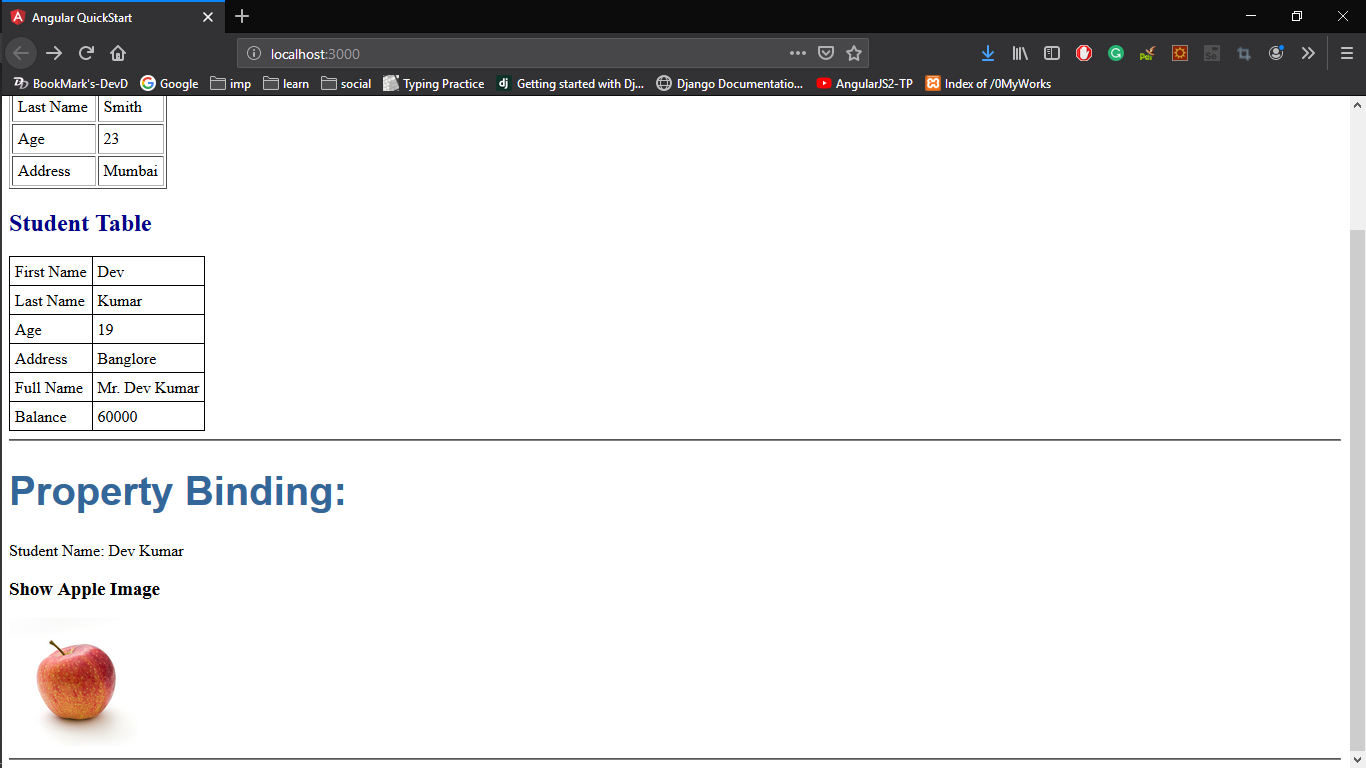 Angular QuickStart
localhost:3000
BookMark's-DevD Google imp learn social Typing Practice Getting started with Dj... Django Documentatio... AngularJS2-TP Index of /0MyWorks
Last Name Smith
Age 23
Address Mumbai
Student Table
First Name Dev
Last Name Kumar
Age 19
Address Banglore
Full Name Mr. Dev Kumar
Balance 60000
Property Binding:
Student Name: Dev Kumar
Show Apple Image